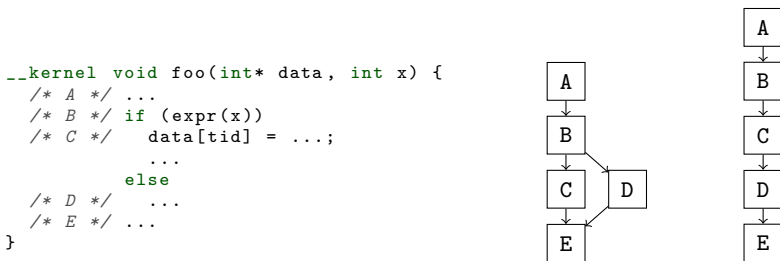 __kernel void foo(int* data, int x) {
/* A */ ...
/* B */ if (expr(x))
/* C */ data[tid] = ...;
...
else
/* D */ ...
/* E */ ...
}
A
B
C D
E
A
B
C
D
E